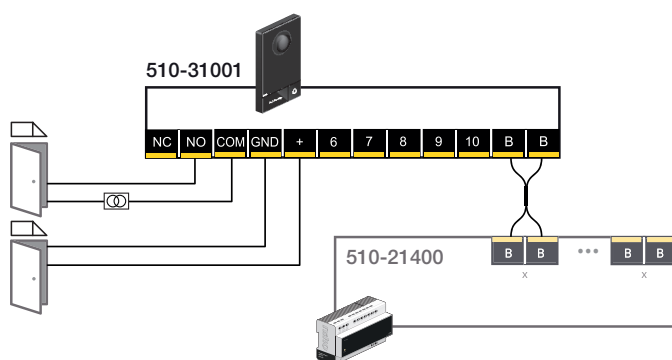 510-31001
NC NO COM GND + 6 7 8 9 10 B B
510-21400
B B ••• B B
x x